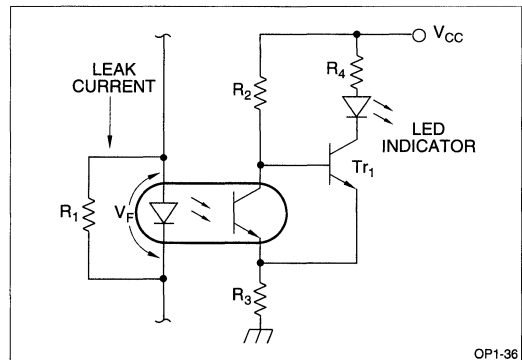 V_CC
LEAK
CURRENT
R_4
R_2
LED
INDICATOR
Tr_1
R_1
V_F
R_3
OP1-36